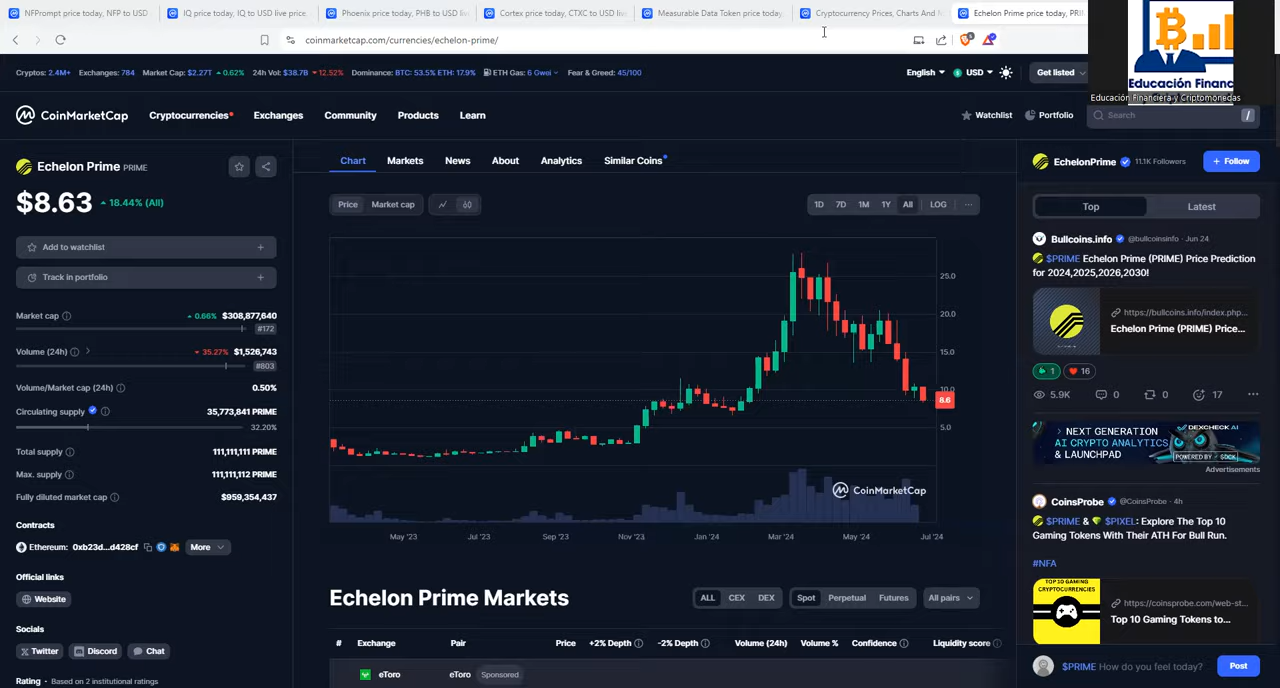 NFPrompt price today, NFP to USD
IQ price today, IQ to USD live price
Phoenix price today, PHB to USD liv
Cortex price today, CTXC to USD liv
Measurable Data Token price today
Cryptocurrency Prices, Charts And
Echelon Prime price today, PRI
coinmarketcap.com/currencies/echelon-prime/
Educación Financ
Educación Financiera y Criptomonedas
Cryptos: 2.4M+ Exchanges: 784 Market Cap: $2.27T 0.62% 24h Vol: $38.7B 12.52% Dominance: BTC: 53.5% ETH: 17.9% ETH Gas: 6 Gwei Fear & Greed: 45/100
English USD Get listed
CoinMarketCap Cryptocurrencies Exchanges Community Products Learn
Watchlist Portfolio Search /
Echelon Prime PRIME
$8.63 18.44% (All)
Add to watchlist +
Track in portfolio +
Market cap 0.66% $308,877,640
#172
Volume (24h) 35.27% $1,526,743
#803
Volume/Market cap (24h) 0.50%
Circulating supply 35,773,841 PRIME
32.20%
Total supply 111,111,111 PRIME
Max. supply 111,111,112 PRIME
Fully diluted market cap $959,354,437
Contracts
Ethereum: 0xb23d...d428cf More
Official links
Website
Socials
Twitter Discord Chat
Rating · Based on 2 institutional ratings
Chart Markets News About Analytics Similar Coins
Price Market cap
1D 7D 1M 1Y All LOG ...
25.0
20.0
15.0
10.0
8.6
5.0
CoinMarketCap
May '23 Jul '23 Sep '23 Nov '23 Jan '24 Mar '24 May '24 Jul '24
Echelon Prime Markets
ALL CEX DEX Spot Perpetual Futures All pairs
# Exchange Pair Price +2% Depth -2% Depth Volume (24h) Volume % Confidence Liquidity score
eToro eToro Sponsored
EchelonPrime 11.1K Followers + Follow
Top Latest
Bullcoins.info @bullcoinsinfo · Jun 24
$PRIME Echelon Prime (PRIME) Price Prediction
for 2024,2025,2026,2030!
https://bullcoins.info/index.php...
Echelon Prime (PRIME) Price...
1 16
5.9K 0 0 17 ...
NEXT GENERATION
AI CRYPTO ANALYTICS
& LAUNCHPAD
DEXCHECK AI
POWERED BY $DCK
Advertisements
CoinsProbe @CoinsProbe · 4h
$PRIME & $PIXEL: Explore The Top 10
Gaming Tokens With Their ATH For Bull Run.
#NFA
TOP 10 GAMING
CRYPTOCURRENCIES
https://coinsprobe.com/web-st...
Top 10 Gaming Tokens to...
$PRIME How do you feel today? Post